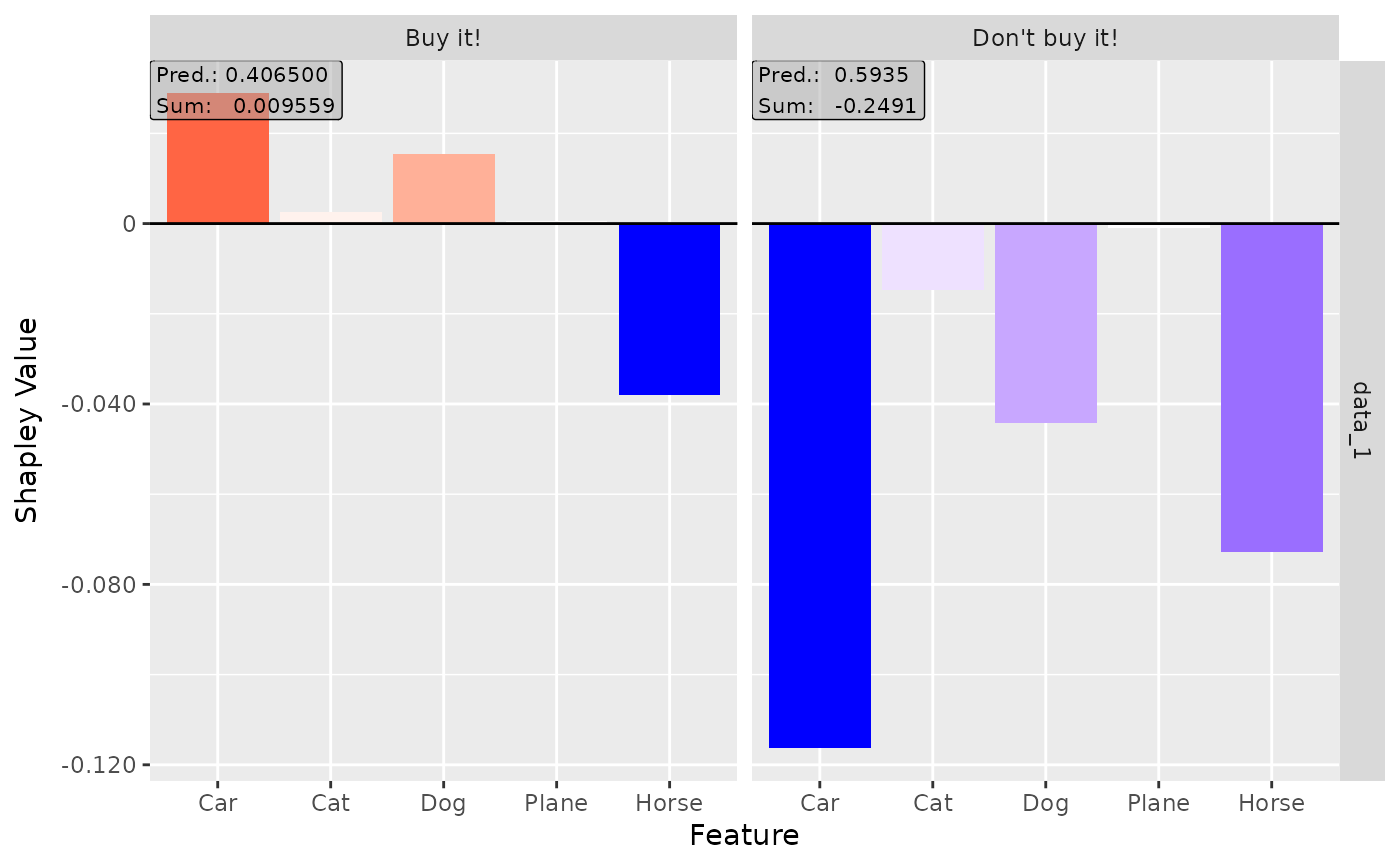 Buy it!
Don't buy it!
Pred.: 0.406500
Sum: 0.009559
Pred.: 0.5935
Sum: -0.2491
0
-0.040
-0.080
-0.120
Shapley Value
data_1
Car Cat Dog Plane Horse
Car Cat Dog Plane Horse
Feature